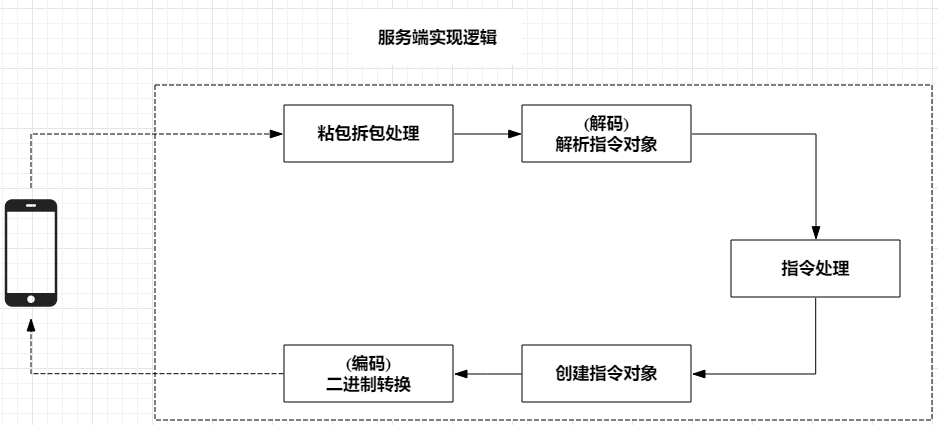 服务端实现逻辑
粘包拆包处理
(解码)
解析指令对象
指令处理
创建指令对象
(编码)
二进制转换